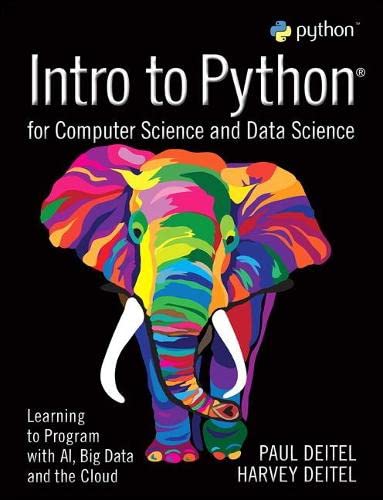 python™
Intro to Python®
for Computer Science and Data Science
Learning
to Program
with AI, Big Data
and the Cloud
PAUL DEITEL
HARVEY DEITEL